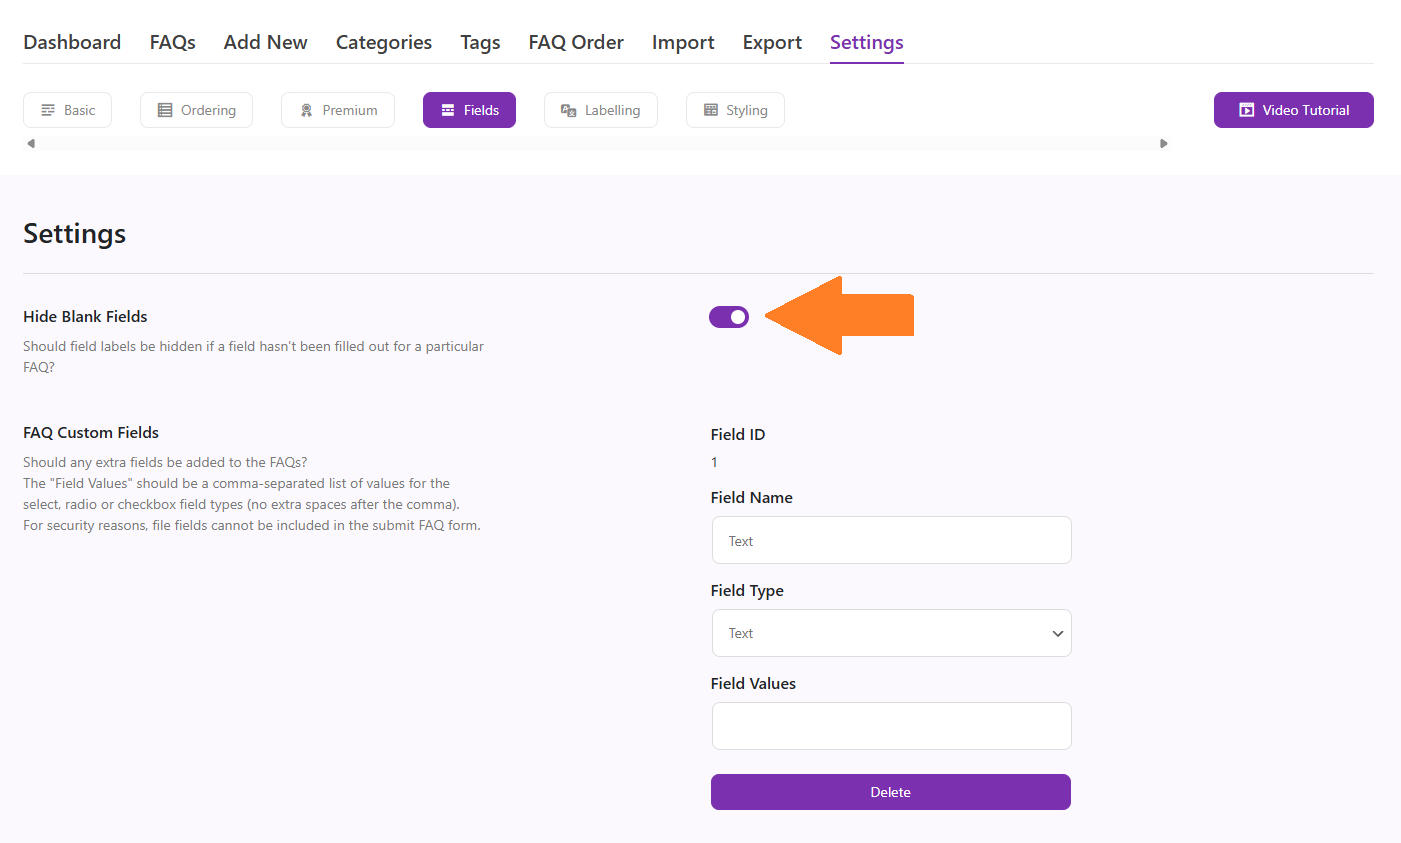 Dashboard FAQs Add New Categories Tags FAQ Order Import Export Settings
Basic Ordering Premium Fields Labelling Styling Video Tutorial
Settings
Hide Blank Fields
Should field labels be hidden if a field hasn't been filled out for a particular
FAQ?
FAQ Custom Fields
Should any extra fields be added to the FAQs?
The "Field Values" should be a comma-separated list of values for the
select, radio or checkbox field types (no extra spaces after the comma).
For security reasons, file fields cannot be included in the submit FAQ form.
Field ID
1
Field Name
Text
Field Type
Text
Field Values
Delete